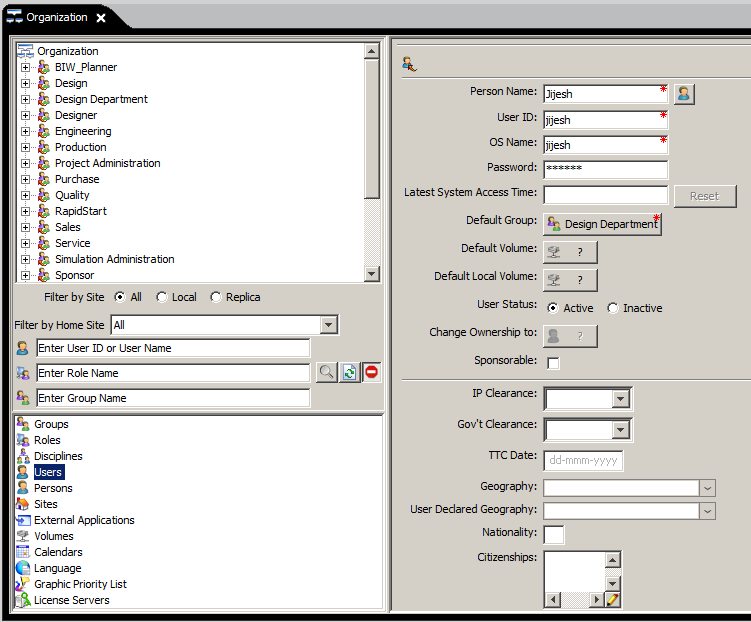 Organization
Organization
BIW_Planner
Design
Design Department
Designer
Engineering
Production
Project Administration
Purchase
Quality
RapidStart
Sales
Service
Simulation Administration
Sponsor
Filter by Site All Local Replica
Filter by Home Site All
Enter User ID or User Name
Enter Role Name
Enter Group Name
Groups
Roles
Disciplines
Users
Persons
Sites
External Applications
Volumes
Calendars
Language
Graphic Priority List
License Servers
Person Name: Jijesh *
User ID: jijesh *
OS Name: jijesh *
Password: ******
Latest System Access Time: Reset
Default Group: Design Department *
Default Volume: ?
Default Local Volume: ?
User Status: Active Inactive
Change Ownership to: ?
Sponsorable:
IP Clearance:
Gov't Clearance:
TTC Date: dd-mmm-yyyy
Geography:
User Declared Geography:
Nationality:
Citizenships: